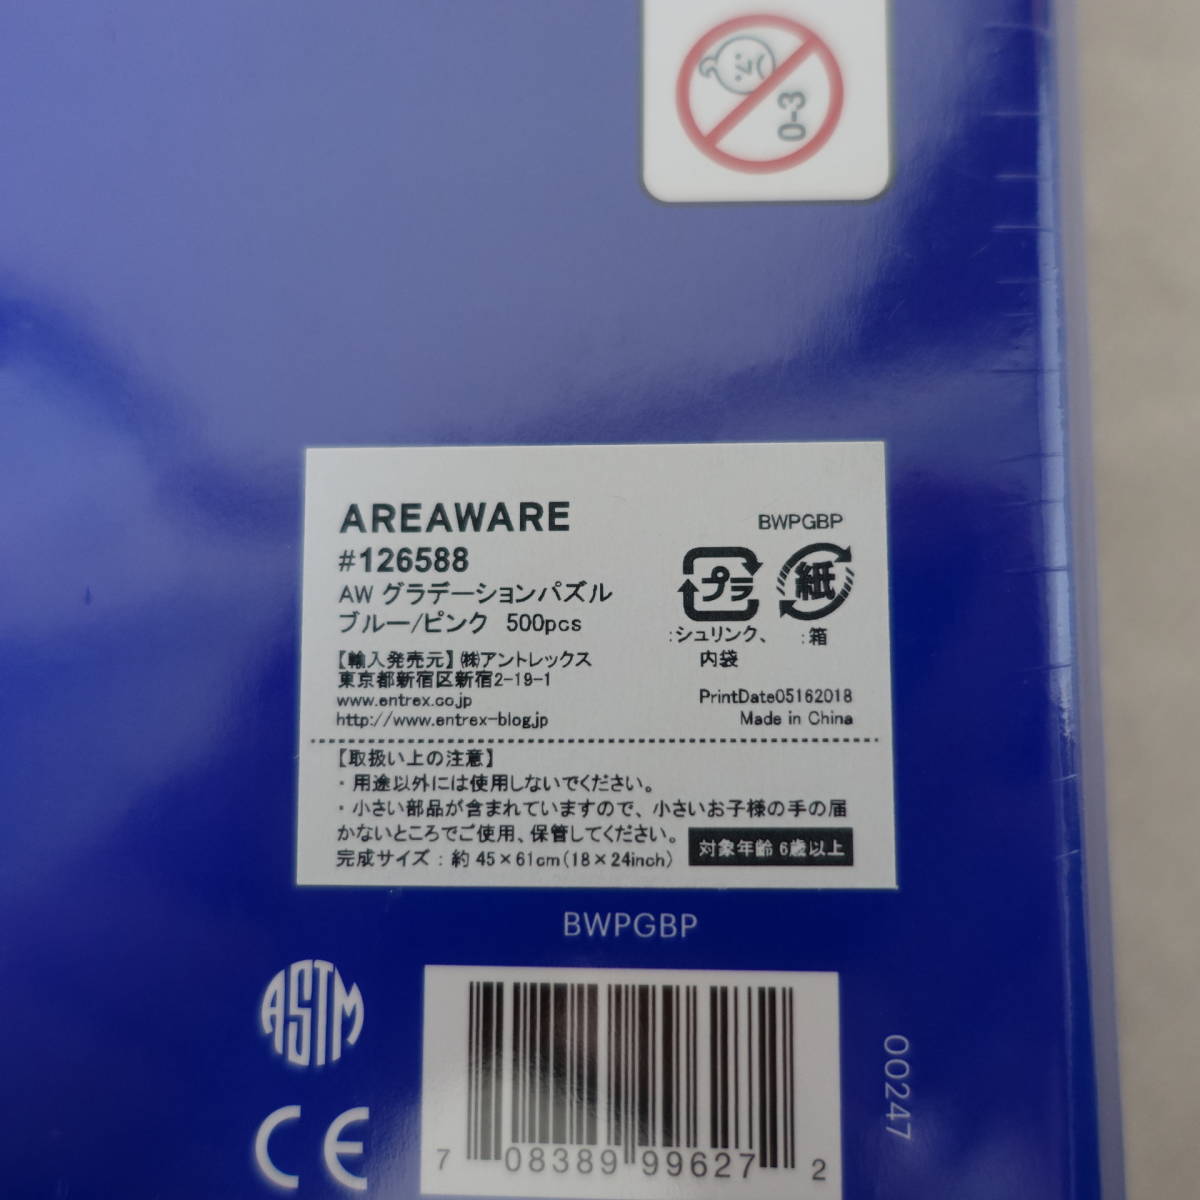 0-3
AREAWARE
BWPGBP
#126588
AW グラデーションパズル
ブルー/ピンク 500pcs
プラ
紙
:シュリンク、
内袋
:箱
【輸入発売元】㈱アントレックス
東京都新宿区新宿2-19-1
www.entrex.co.jp
http://www.entrex-blog.jp
PrintDate05162018
Made in China
【取扱い上の注意】
・用途以外には使用しないでください。
・小さい部品が含まれていますので、小さいお子様の手の届
かないところでご使用、保管してください。
完成サイズ:約45×61cm(18×24inch)
対象年齢 6歳以上
BWPGBP
ASTM
CE
7 08389 99627 2
00247